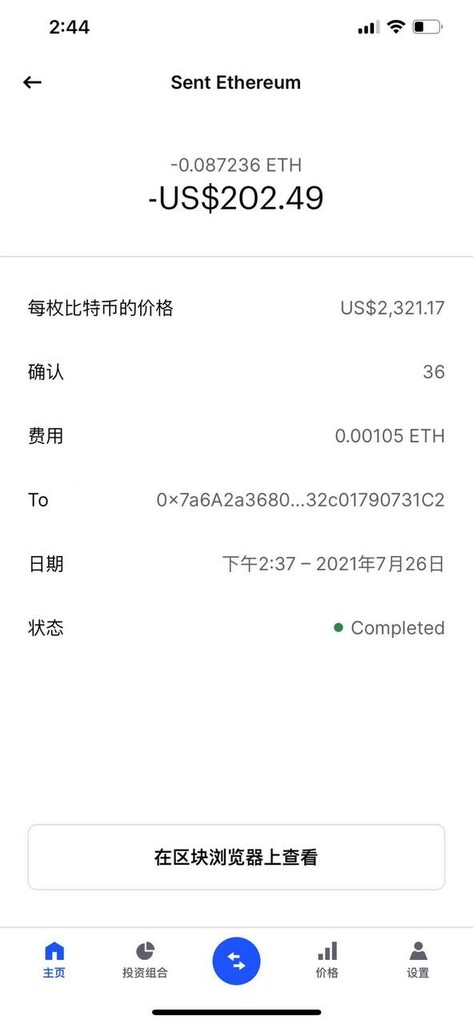 2:44
Sent Ethereum
-0.087236 ETH
-US$202.49
每枚比特币的价格 US$2,321.17
确认 36
费用 0.00105 ETH
To 0x7a6A2a3680...32c01790731C2
日期 下午2:37 – 2021年7月26日
状态 Completed
在区块浏览器上查看
主页 投资组合 价格 设置